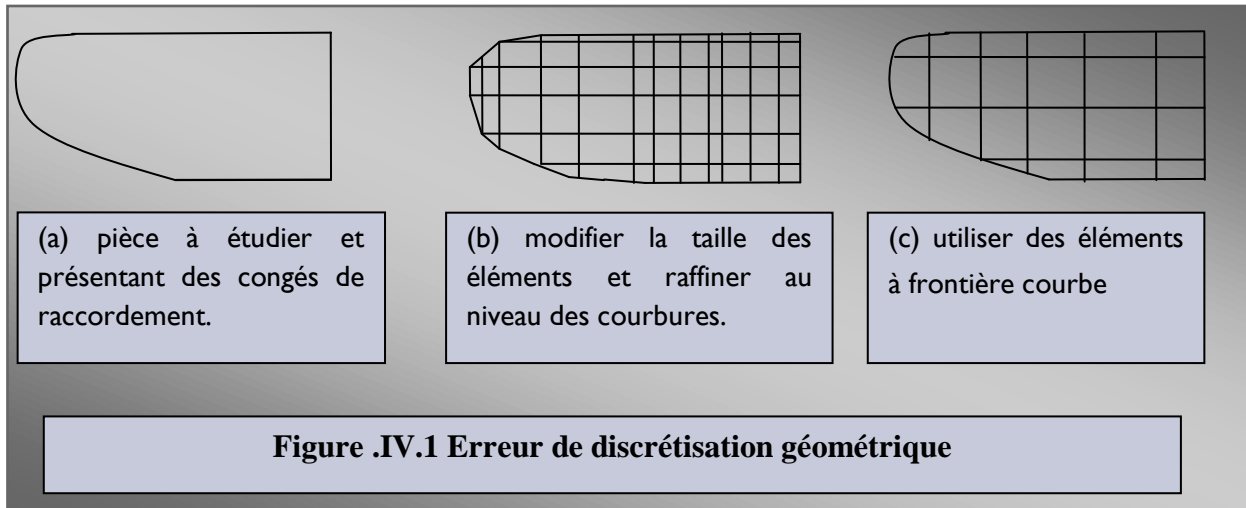 (a) pièce à étudier et
présentant des congés de
raccordement.
(b) modifier la taille des
éléments et raffiner au
niveau des courbures.
(c) utiliser des éléments
à frontière courbe
Figure .IV.1 Erreur de discrétisation géométrique